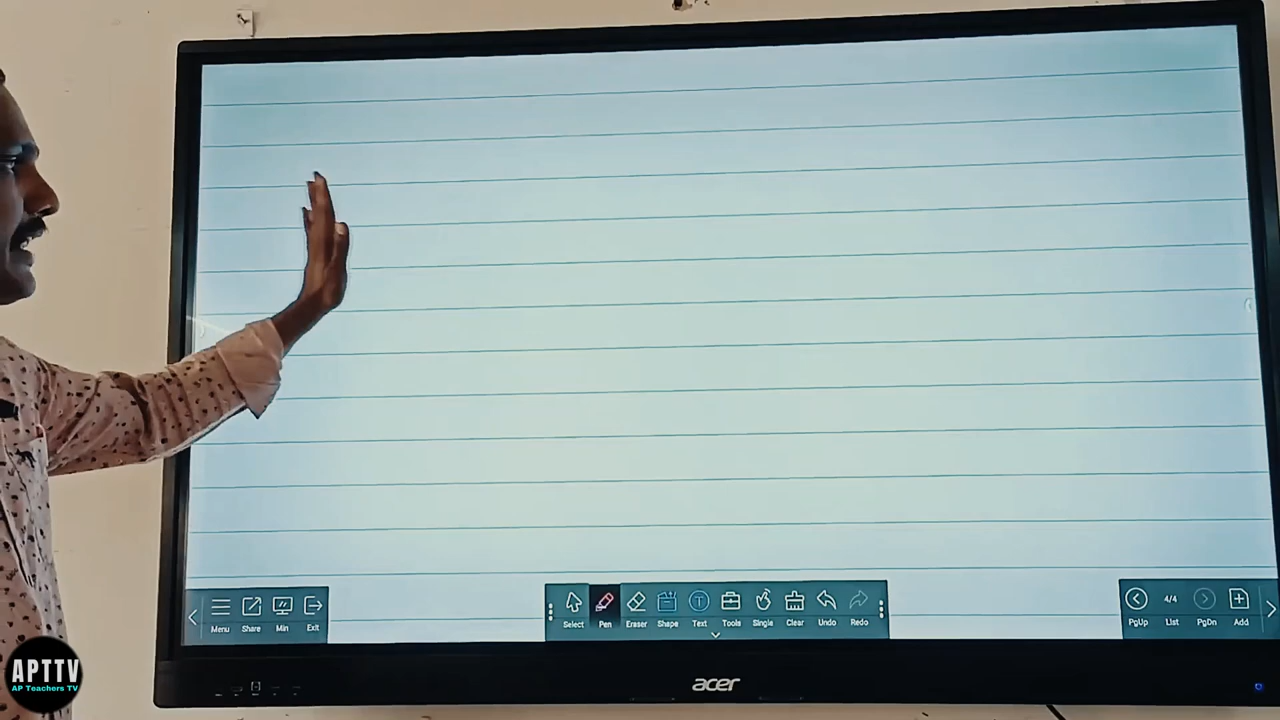 Menu Share Min Exit
Select Pen Eraser Shape Text Tools Single Clear Undo Redo
4/4
PgUp List PgDn Add
acer
APTTV
AP Teachers TV